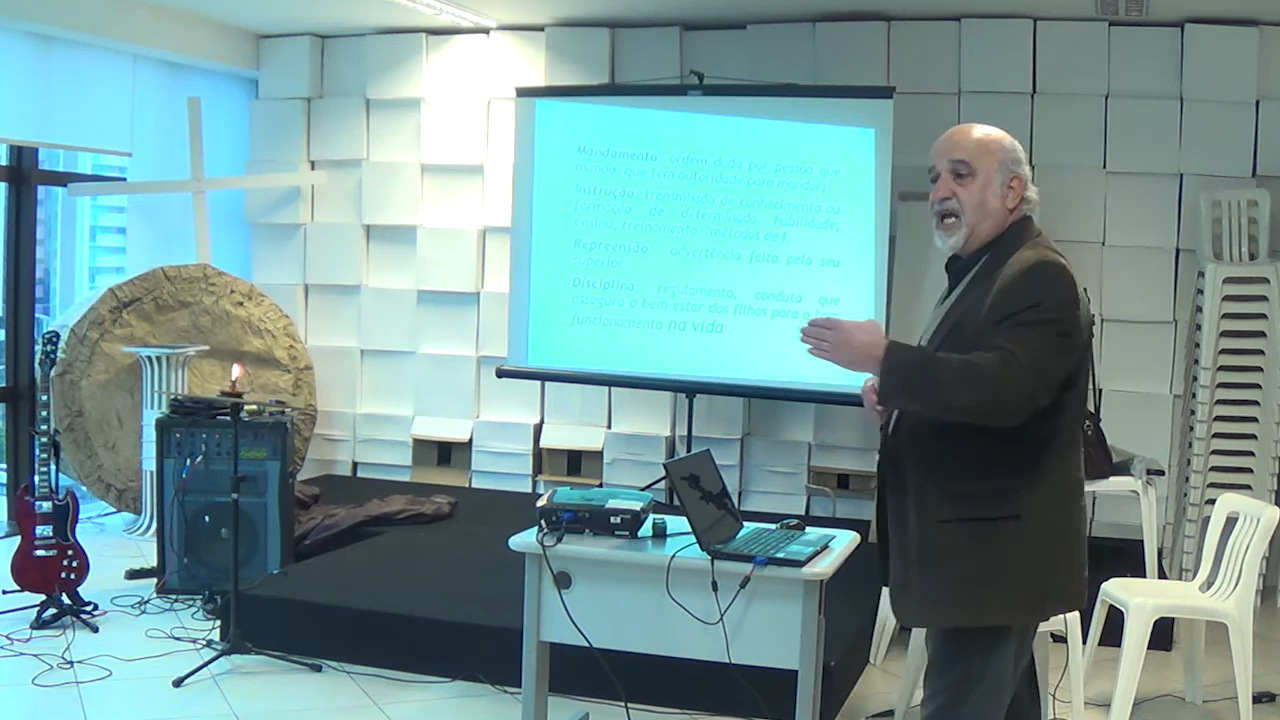 Mandamento ordem dada por pessoa que
manda, que tem autoridade para mandar;
Instrução, transmissão de conhecimento ou
formação de determinada habilidade,
ensino, treinamento "métodos de I;
Repreensão advertência feita pelo seu
superior
Disciplina: regulamento, conduta que
assegura o bem estar dos filhos para o bom
funcionamento na vida